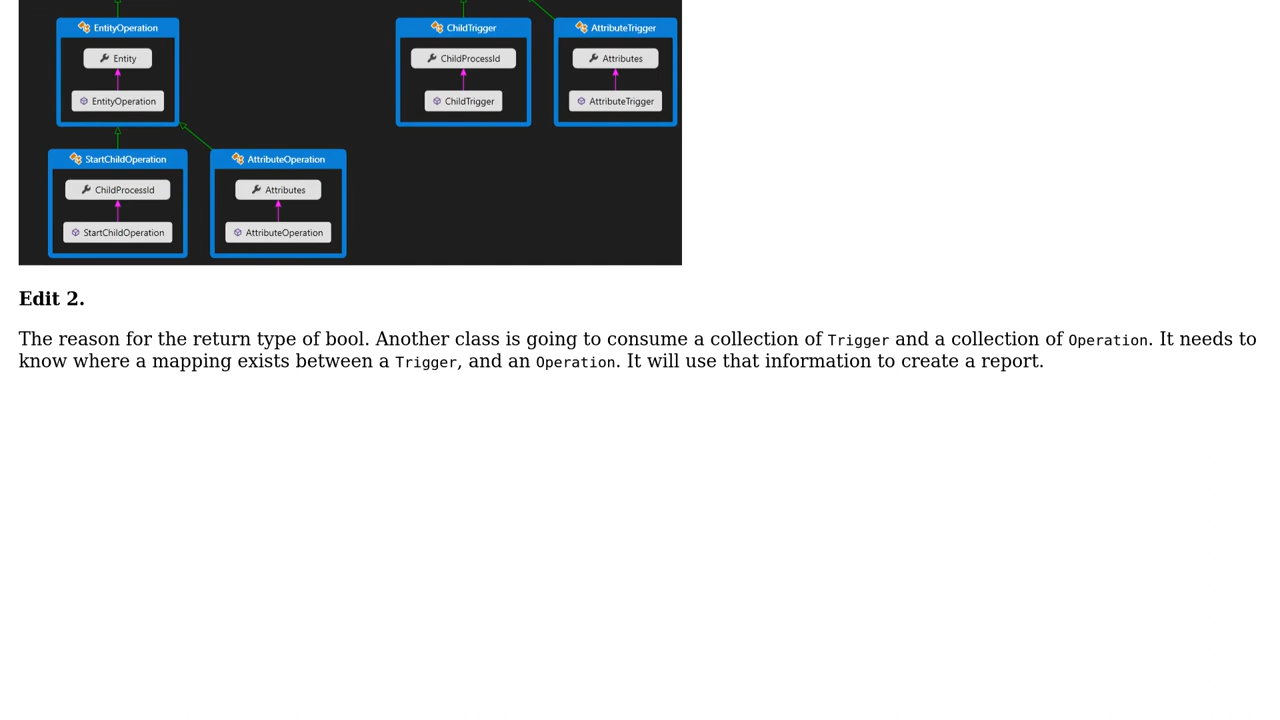 EntityOperation
Entity
EntityOperation
ChildTrigger
ChildProcessId
ChildTrigger
AttributeTrigger
Attributes
AttributeTrigger
StartChildOperation
ChildProcessId
StartChildOperation
AttributeOperation
Attributes
AttributeOperation
Edit 2.
The reason for the return type of bool. Another class is going to consume a collection of Trigger and a collection of Operation. It needs to
know where a mapping exists between a Trigger, and an Operation. It will use that information to create a report.